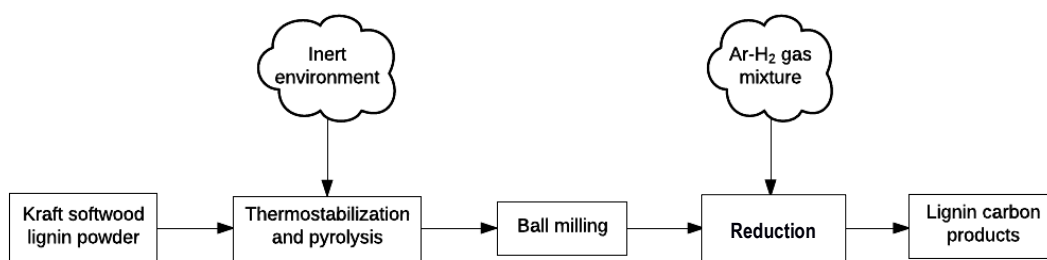 Inert
environment
Ar-H₂ gas
mixture
Kraft softwood
lignin powder
Thermostabilization
and pyrolysis
Ball milling
Reduction
Lignin carbon
products